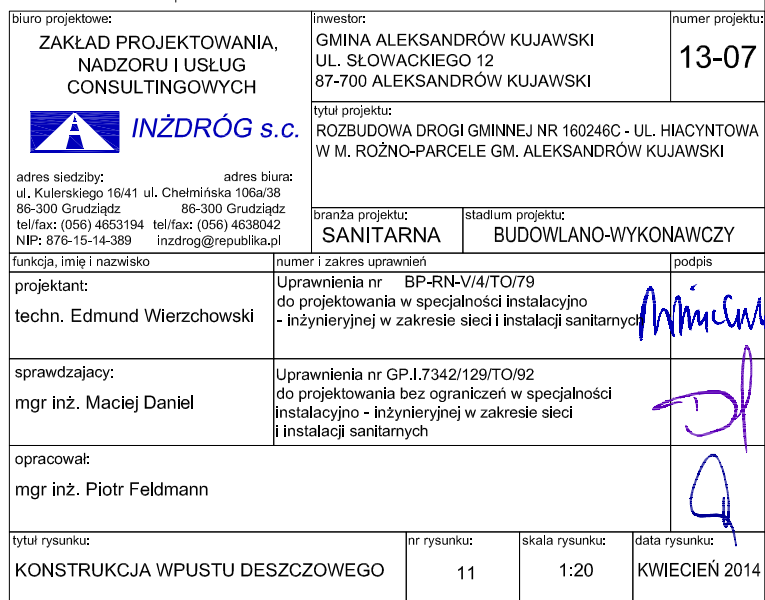 biuro projektowe:
ZAKŁAD PROJEKTOWANIA,
NADZORU I USŁUG
CONSULTINGOWYCH
INŻDRÓG s.c.
adres siedziby:
ul. Kulerskiego 16/41
86-300 Grudziądz
tel/fax: (056) 4653194
NIP: 876-15-14-389
adres biura:
ul. Chełmińska 106a/38
86-300 Grudziądz
tel/fax: (056) 4638042
inzdrog@republika.pl
inwestor:
GMINA ALEKSANDRÓW KUJAWSKI
UL. SŁOWACKIEGO 12
87-700 ALEKSANDRÓW KUJAWSKI
numer projektu:
13-07
tytuł projektu:
ROZBUDOWA DROGI GMINNEJ NR 160246C - UL. HIACYNTOWA
W M. ROŻNO-PARCELE GM. ALEKSANDRÓW KUJAWSKI
branża projektu:
SANITARNA
stadium projektu:
BUDOWLANO-WYKONAWCZY
funkcja, imię i nazwisko
numer i zakres uprawnień
podpis
projektant:
techn. Edmund Wierzchowski
Uprawnienia nr BP-RN-V/4/TO/79
do projektowania w specjalności instalacyjno
- inżynieryjnej w zakresie sieci i instalacji sanitarnych
sprawdzajacy:
mgr inż. Maciej Daniel
Uprawnienia nr GP.I.7342/129/TO/92
do projektowania bez ograniczeń w specjalności
instalacyjno - inżynieryjnej w zakresie sieci
i instalacji sanitarnych
opracował:
mgr inż. Piotr Feldmann
tytuł rysunku:
KONSTRUKCJA WPUSTU DESZCZOWEGO
nr rysunku:
11
skala rysunku:
1:20
data rysunku:
KWIECIEŃ 2014